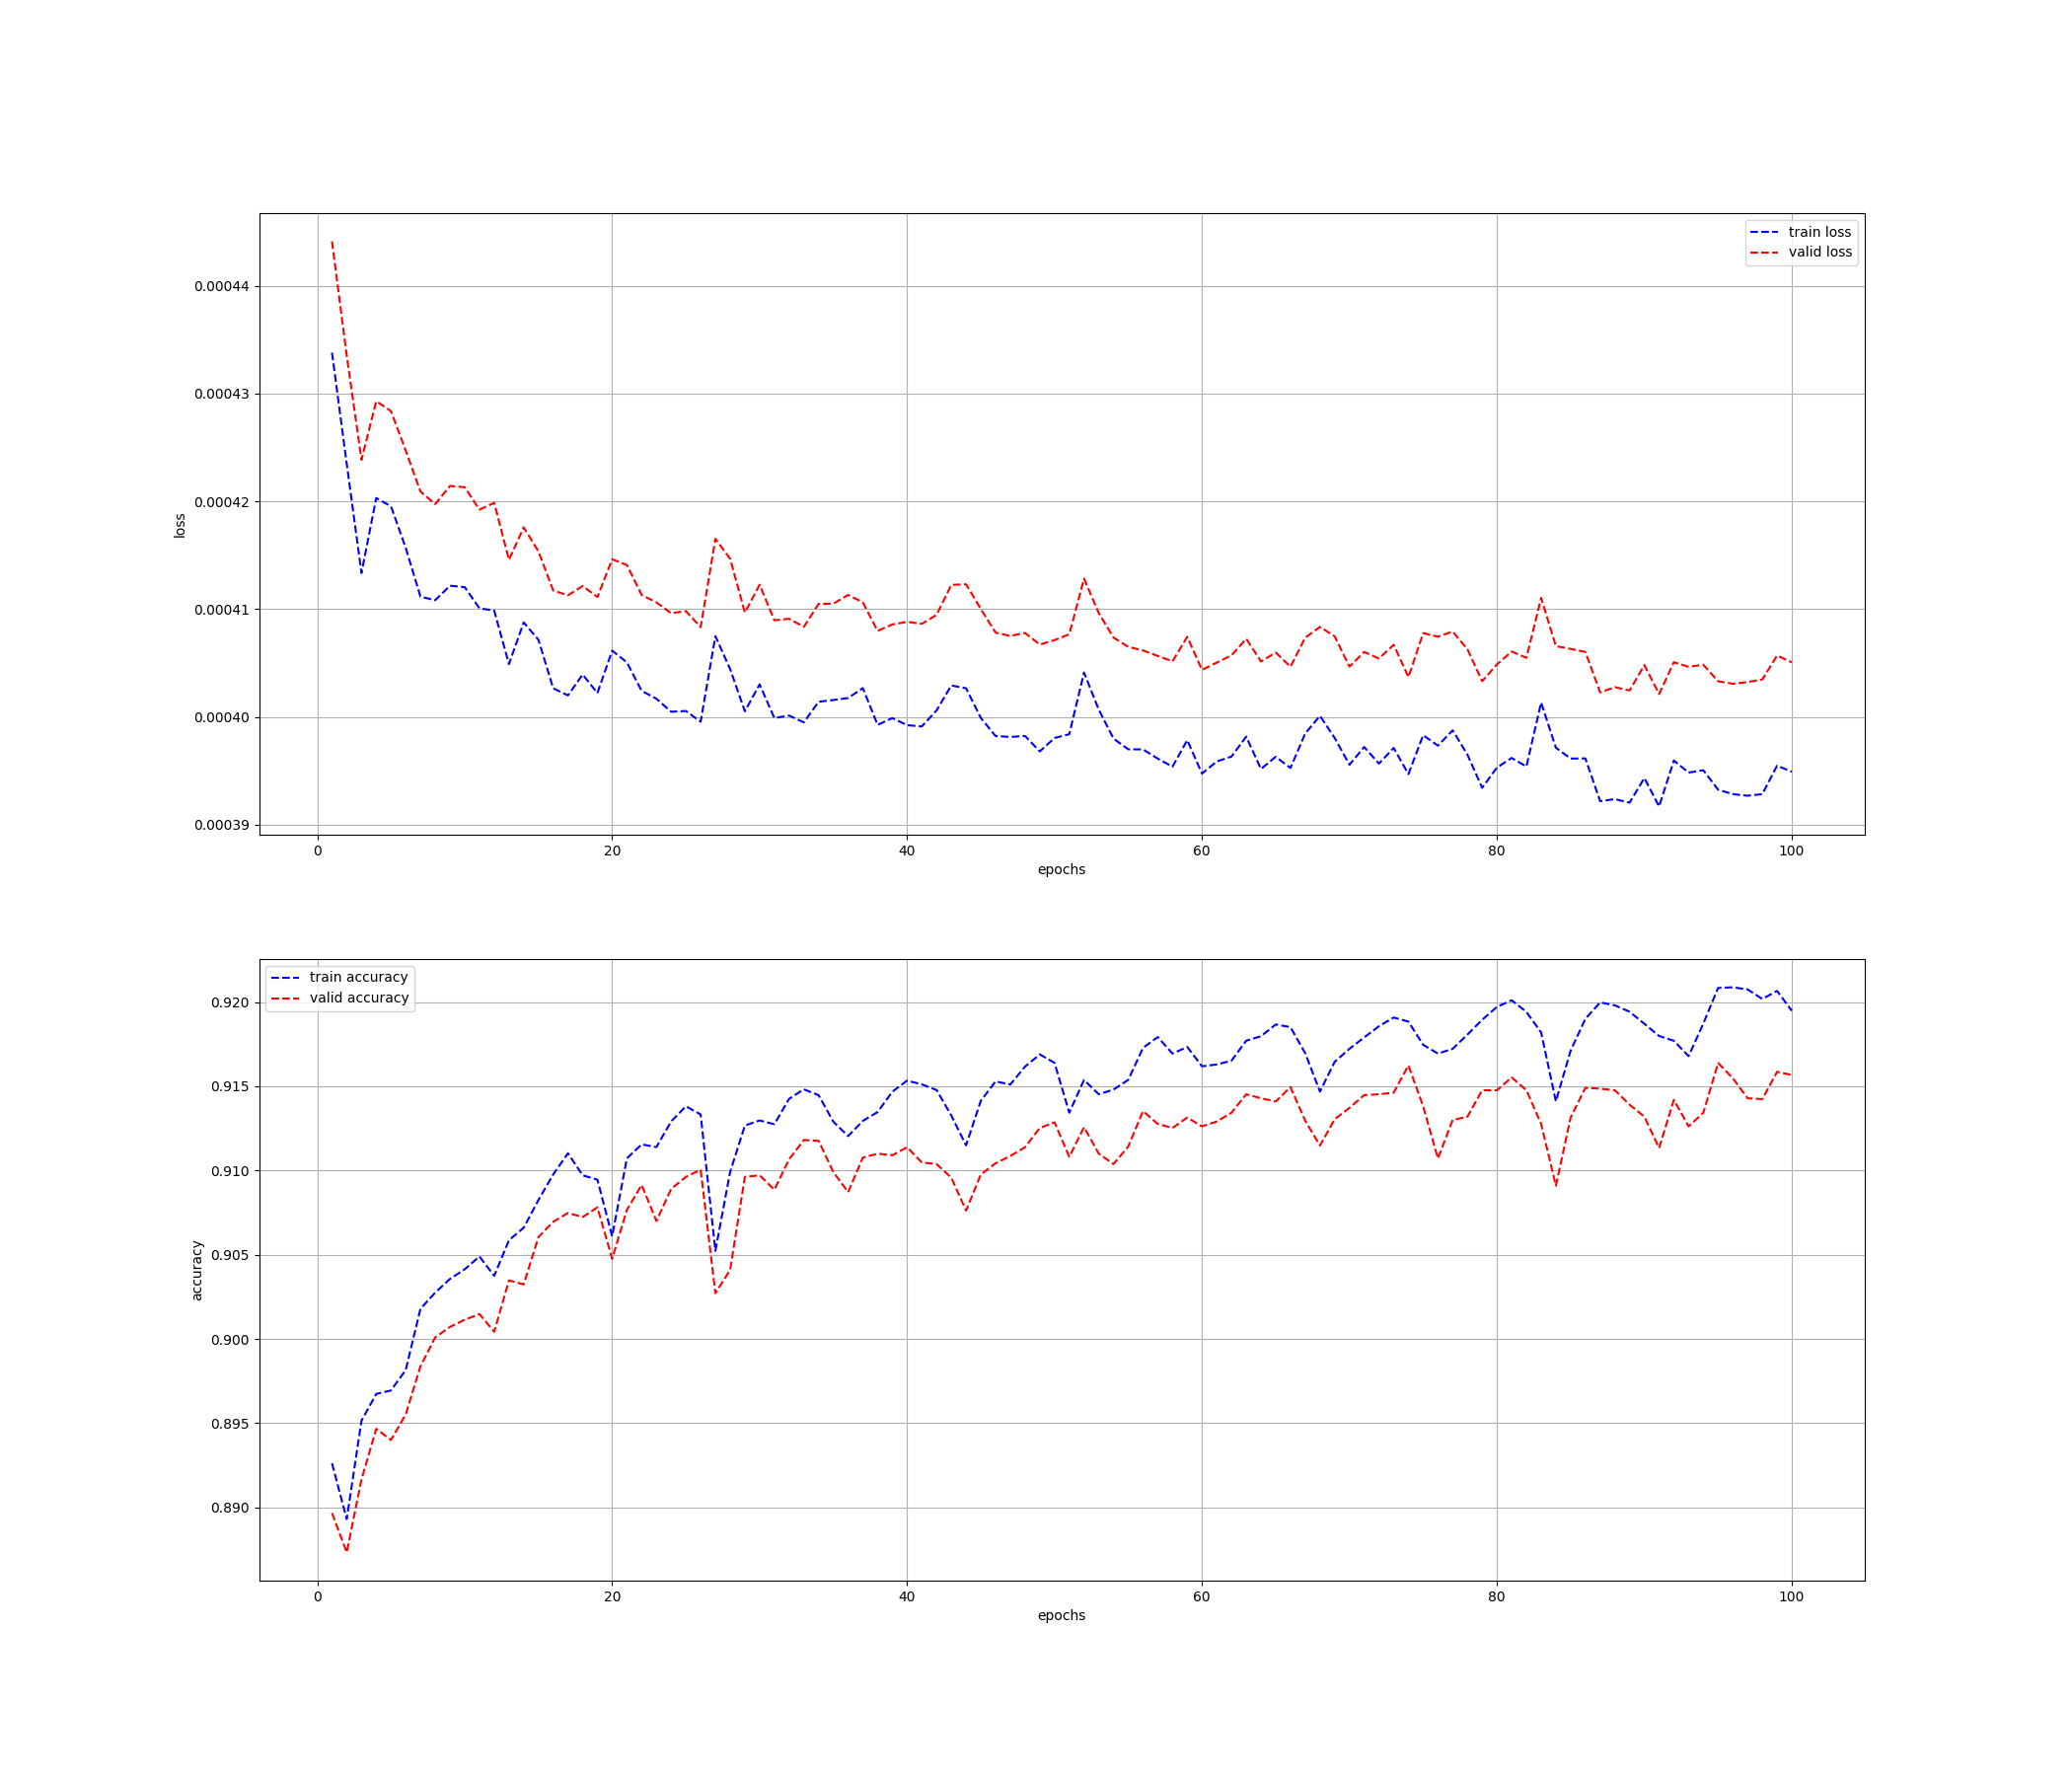 train loss
valid loss
0.00044
0.00043
0.00042
0.00041
0.00040
0.00039
loss
0 20 40 60 80 100
epochs
train accuracy
valid accuracy
0.920
0.915
0.910
0.905
0.900
0.895
0.890
accuracy
0 20 40 60 80 100
epochs